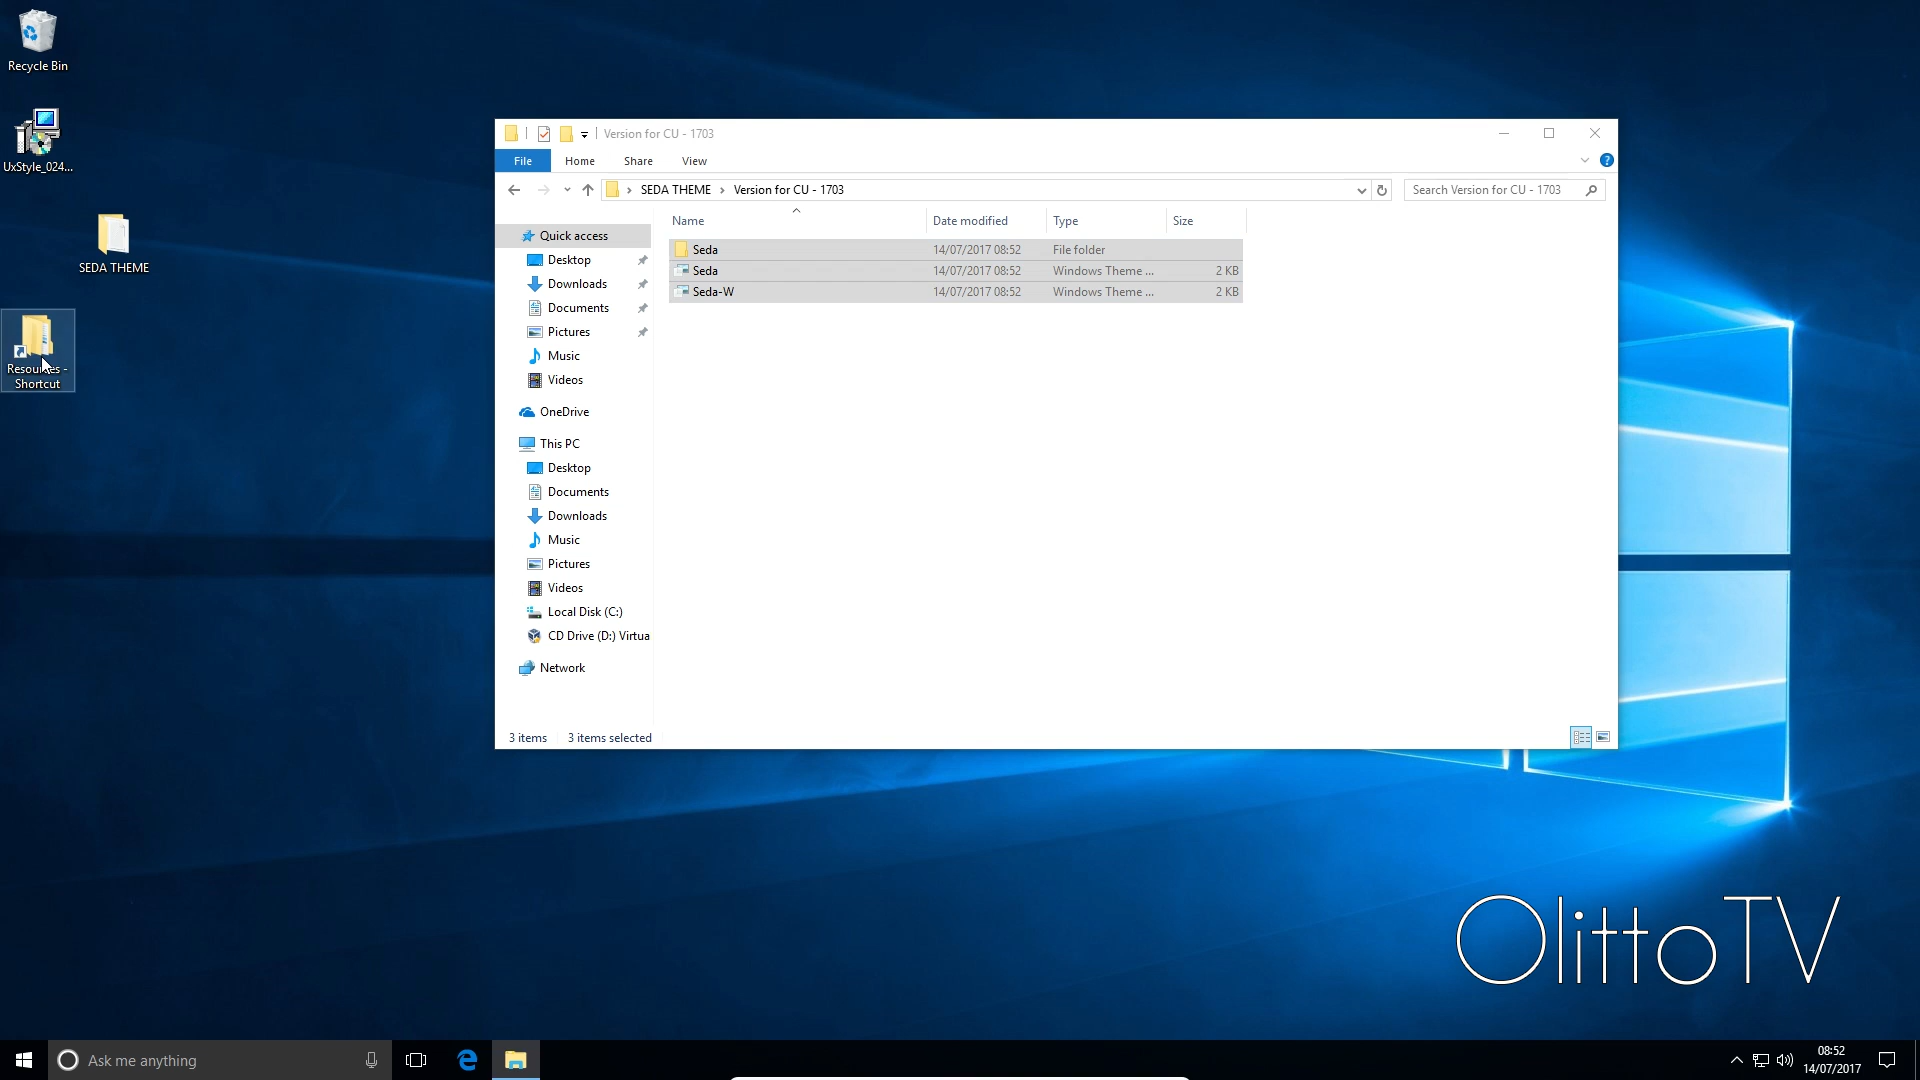 Recycle Bin
UxStyle_024...
SEDA THEME
Resources -
Shortcut
Version for CU - 1703
File
Home
Share
View
SEDA THEME
Version for CU - 1703
Search Version for CU - 1703
Name
Date modified
Type
Size
Seda
14/07/2017 08:52
File folder
Seda
14/07/2017 08:52
Windows Theme ...
2 KB
Seda-W
14/07/2017 08:52
Windows Theme ...
2 KB
Quick access
Desktop
Downloads
Documents
Pictures
Music
Videos
OneDrive
This PC
Desktop
Documents
Downloads
Music
Pictures
Videos
Local Disk (C:)
CD Drive (D:) Virtua
Network
3 items
3 items selected
OlittoTV
Ask me anything
08:52
14/07/2017